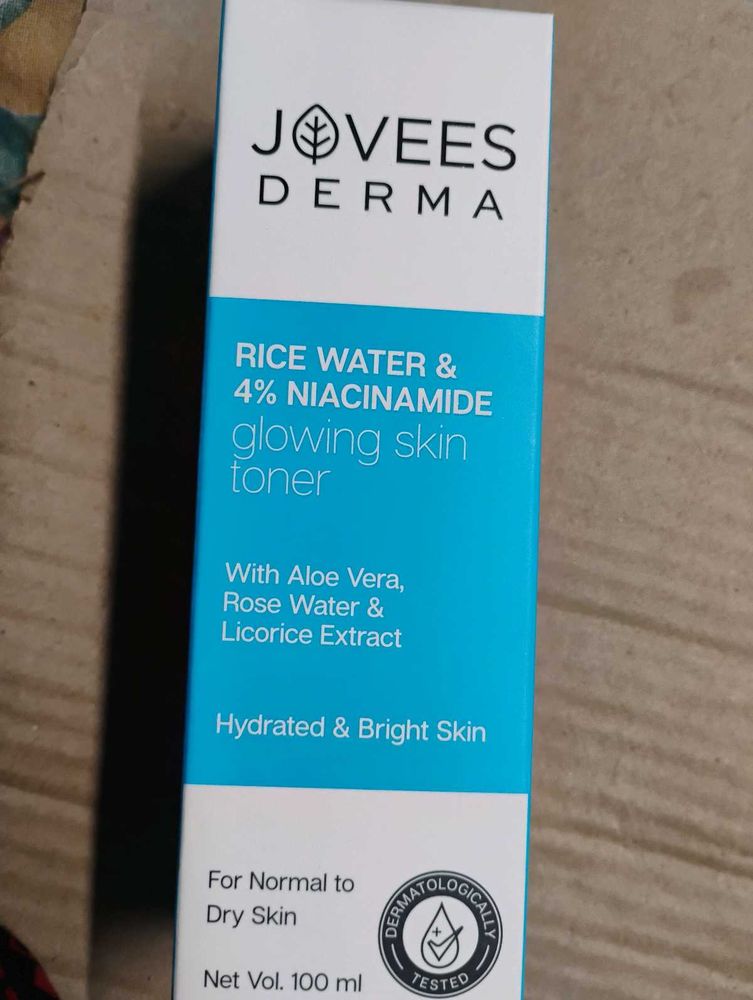 JOVEES
DERMA
RICE WATER &
4% NIACINAMIDE
glowing skin
toner
With Aloe Vera,
Rose Water &
Licorice Extract
Hydrated & Bright Skin
For Normal to
Dry Skin
DERMATOLOGICALLY
TESTED
Net Vol. 100 ml